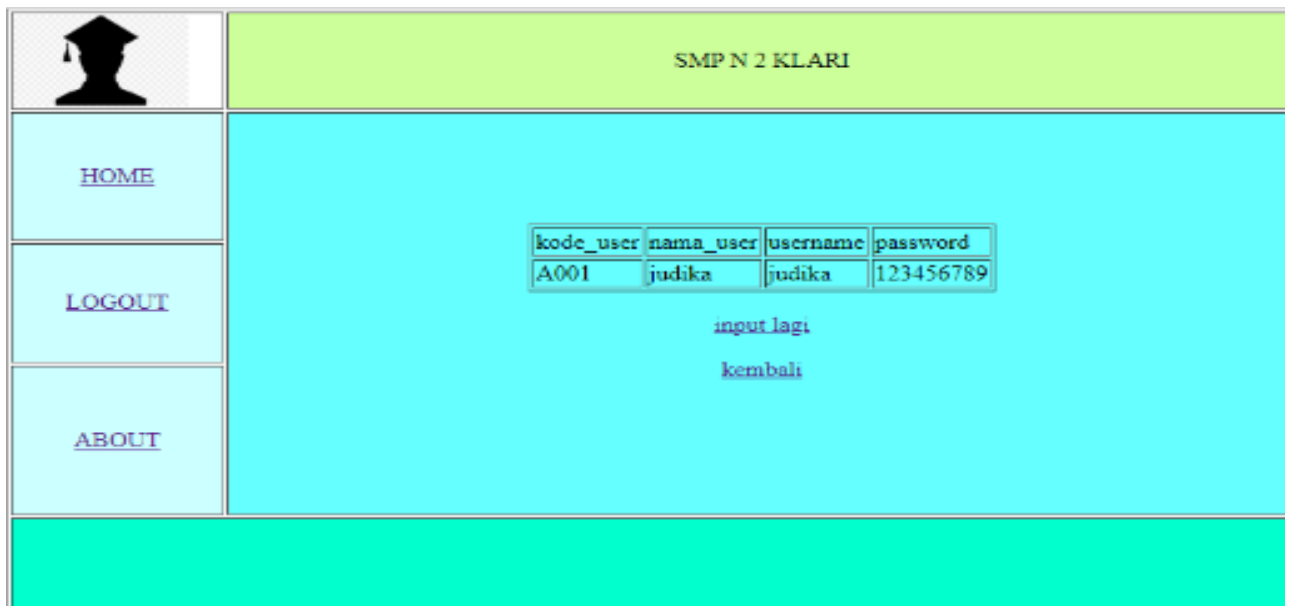 SMP N 2 KLARI
HOME
LOGOUT
ABOUT
kode_user nama_user username password
A001 judika judika 123456789
input lagi
kembali